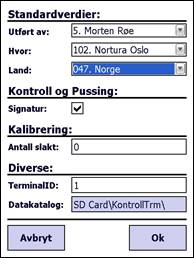 Standardverdier:
Utført av: 5. Morten Røe
Hvor: 102. Nortura Oslo
Land: 047. Norge
Kontroll og Pussing:
Signatur:
Kalibrering:
Antall slakt: 0
Diverse:
TerminalID: 1
Datakatalog: SD Card\KontrollTrm\
Avbryt Ok